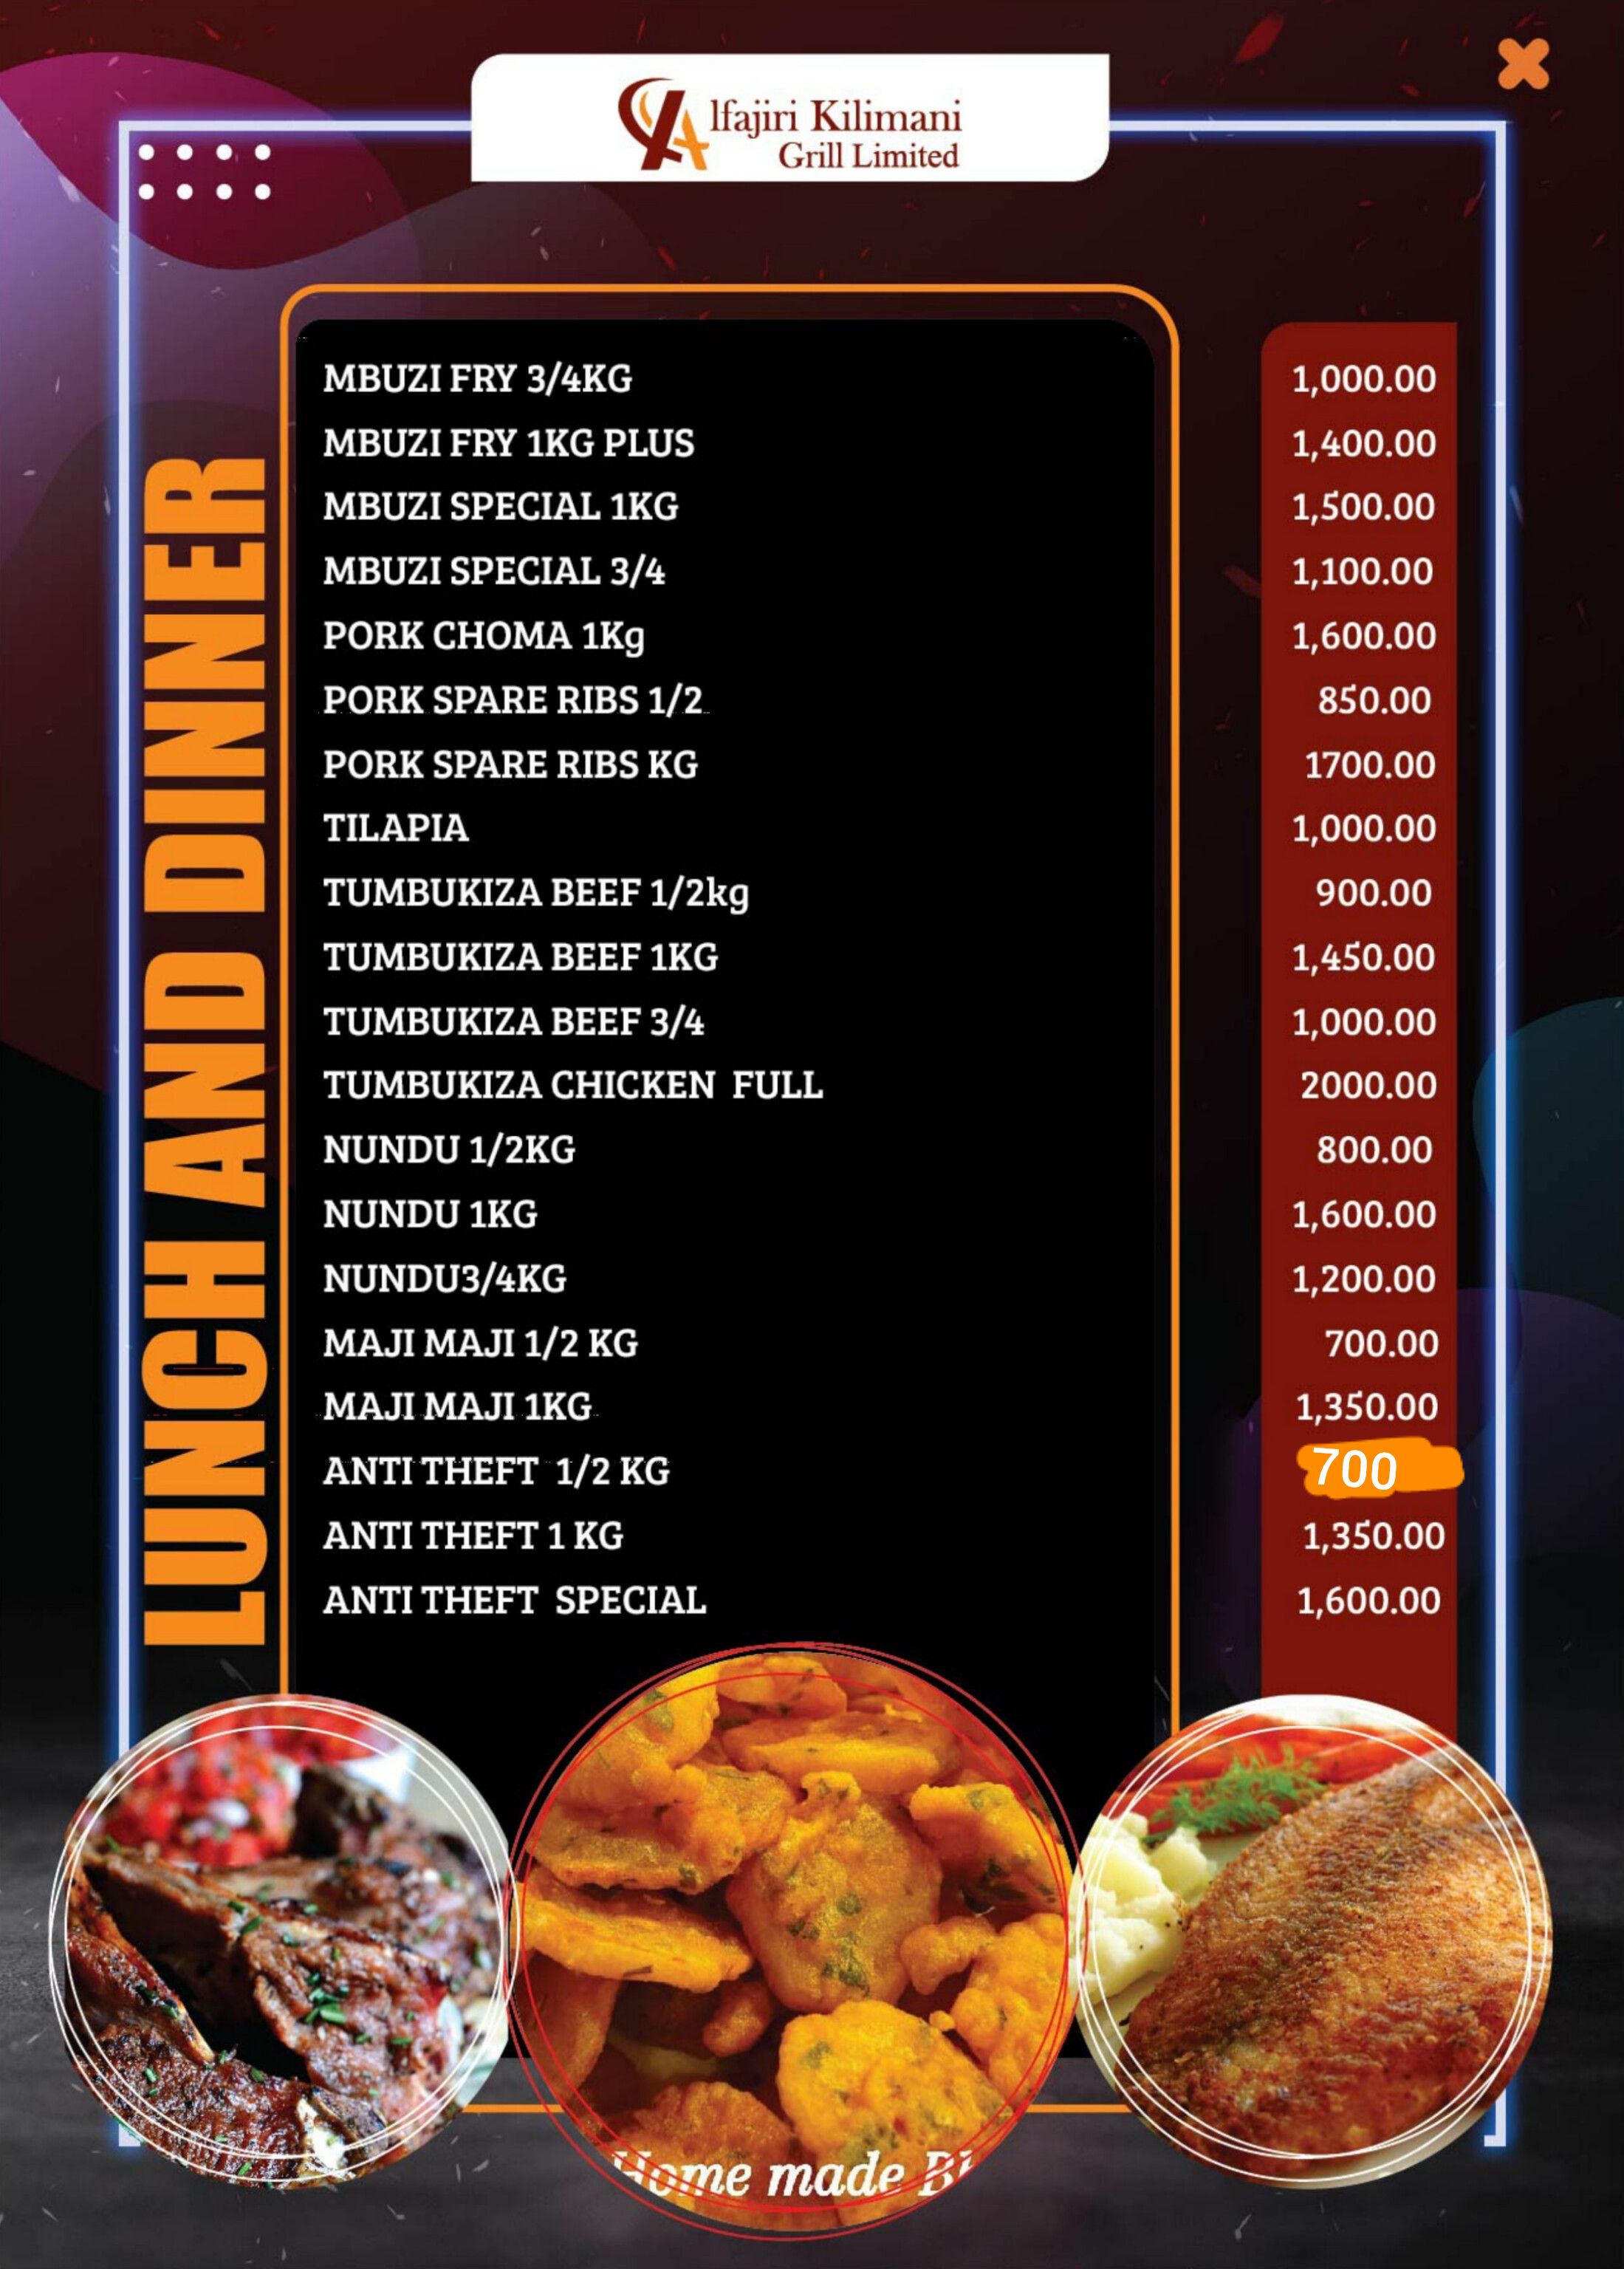 lfajiri Kilimani
Grill Limited
LUNCH AND DINNER
MBUZI FRY 3/4KG 1,000.00
MBUZI FRY 1KG PLUS 1,400.00
MBUZI SPECIAL 1KG 1,500.00
MBUZI SPECIAL 3/4 1,100.00
PORK CHOMA 1Kg 1,600.00
PORK SPARE RIBS 1/2 850.00
PORK SPARE RIBS KG 1700.00
TILAPIA 1,000.00
TUMBUKIZA BEEF 1/2kg 900.00
TUMBUKIZA BEEF 1KG 1,450.00
TUMBUKIZA BEEF 3/4 1,000.00
TUMBUKIZA CHICKEN FULL 2000.00
NUNDU 1/2KG 800.00
NUNDU 1KG 1,600.00
NUNDU3/4KG 1,200.00
MAJI MAJI 1/2 KG 700.00
MAJI MAJI 1KG 1,350.00
ANTI THEFT 1/2 KG 700
ANTI THEFT 1 KG 1,350.00
ANTI THEFT SPECIAL 1,600.00
Home made